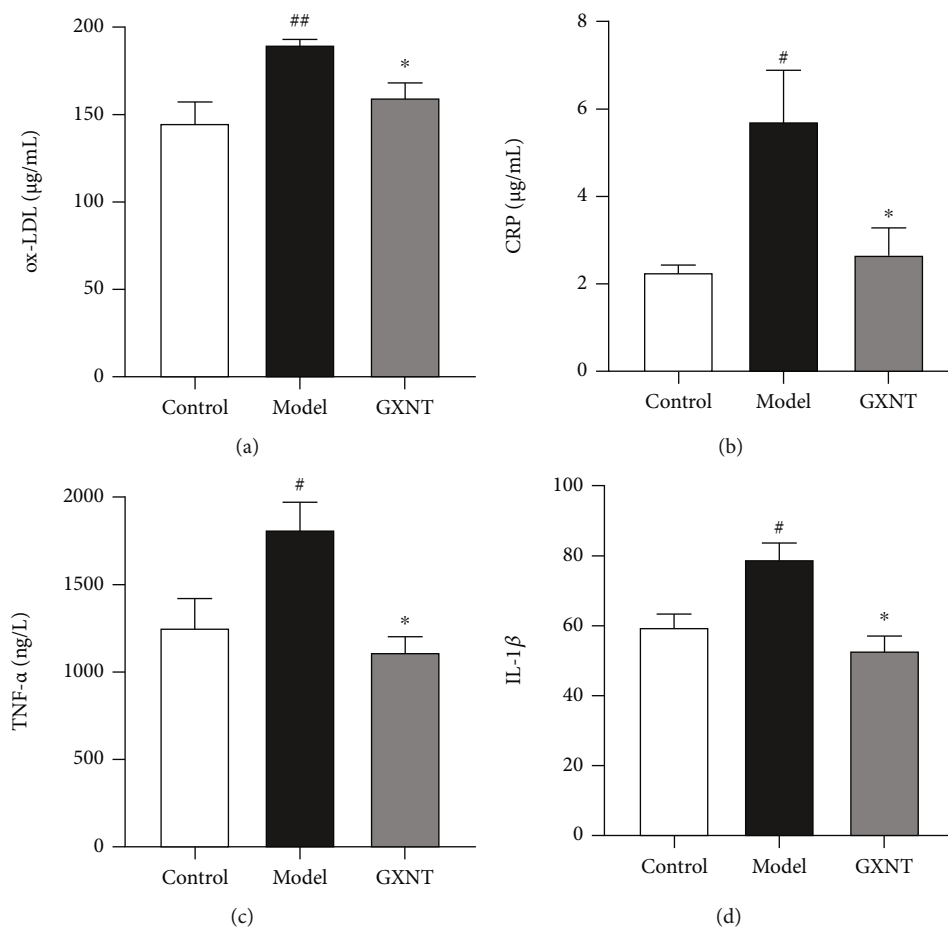 200
150
100
50
0
ox-LDL (μg/mL)
##
*
Control Model GXNT
(a)
8
6
4
2
0
CRP (μg/mL)
#
*
Control Model GXNT
(b)
2000
1500
1000
500
0
TNF-α (ng/L)
#
*
Control Model GXNT
(c)
100
80
60
40
20
0
IL-1β
#
*
Control Model GXNT
(d)